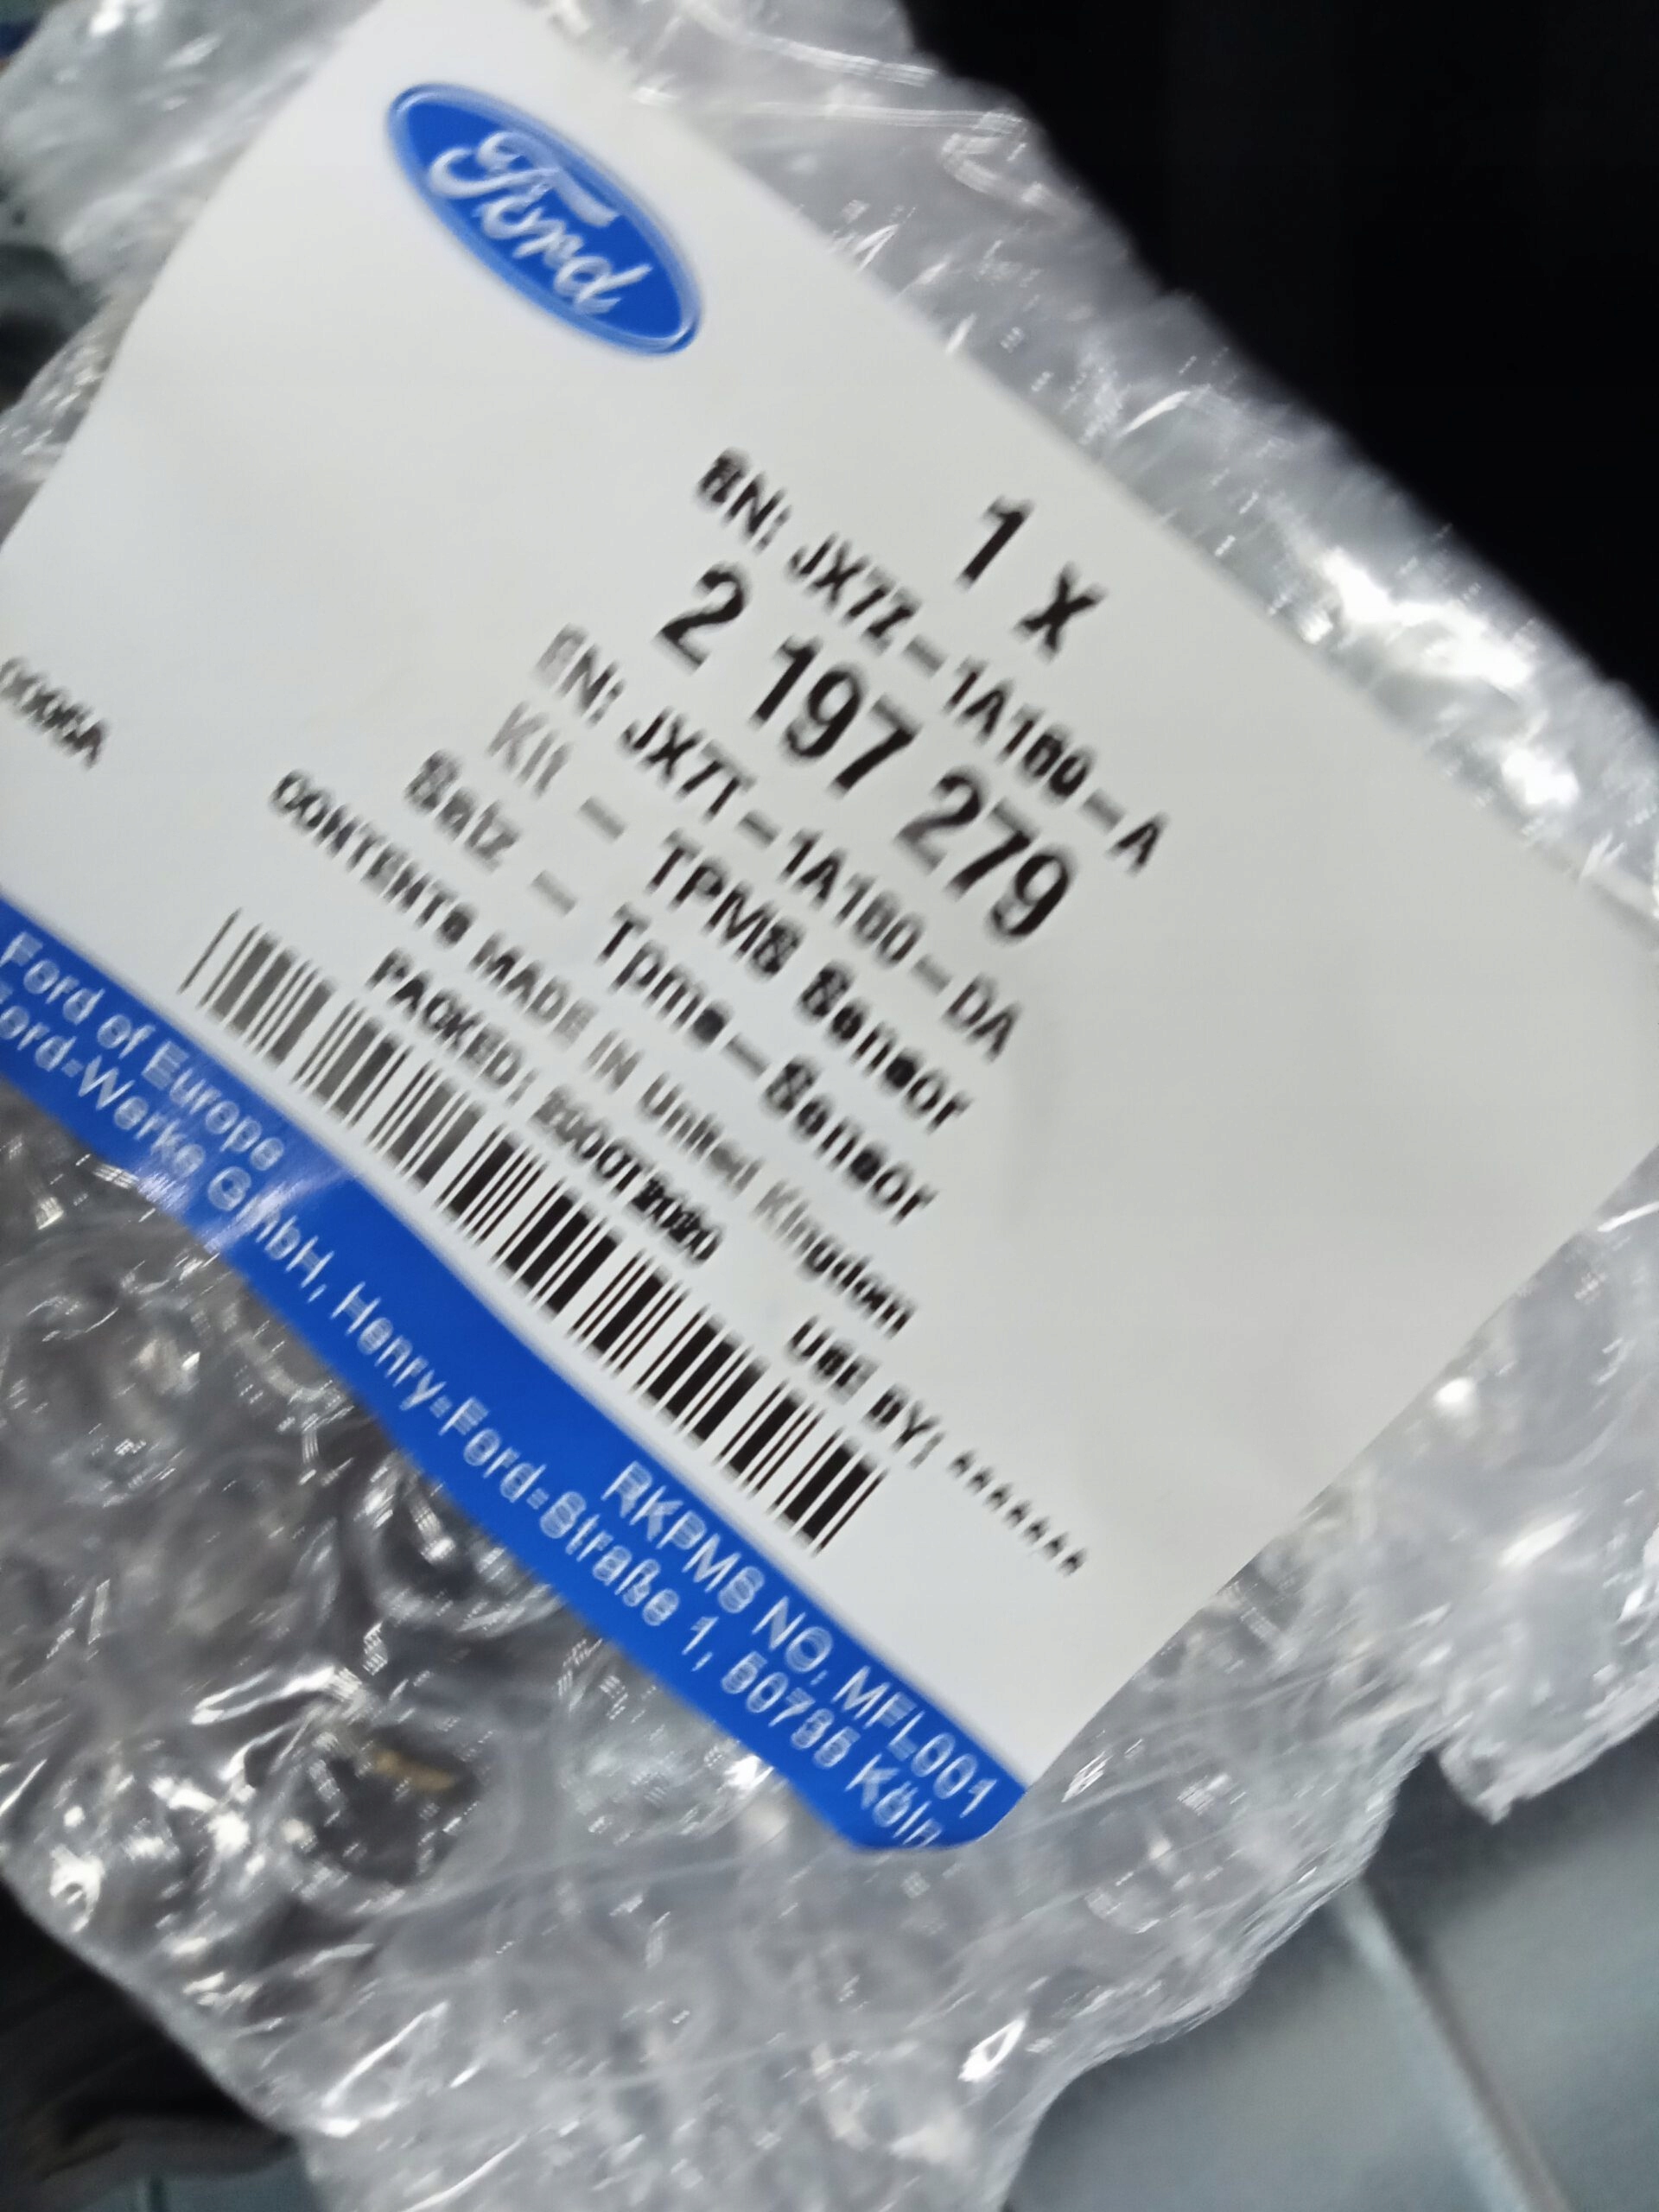 Ford
1 X
BN: JX7Z-1A180-A
2 197 279
EN: JX7T-1A180-DA
Kit - TPMS Sensor
Satz - Tpms-Sensor
CONTENTS MADE IN United Kingdom
PACKED: USE BY: ******
RKPMS NO. MFL001
Ford of Europe
Ford-Werke GmbH, Henry-Ford-Straße 1, 50735 Köln